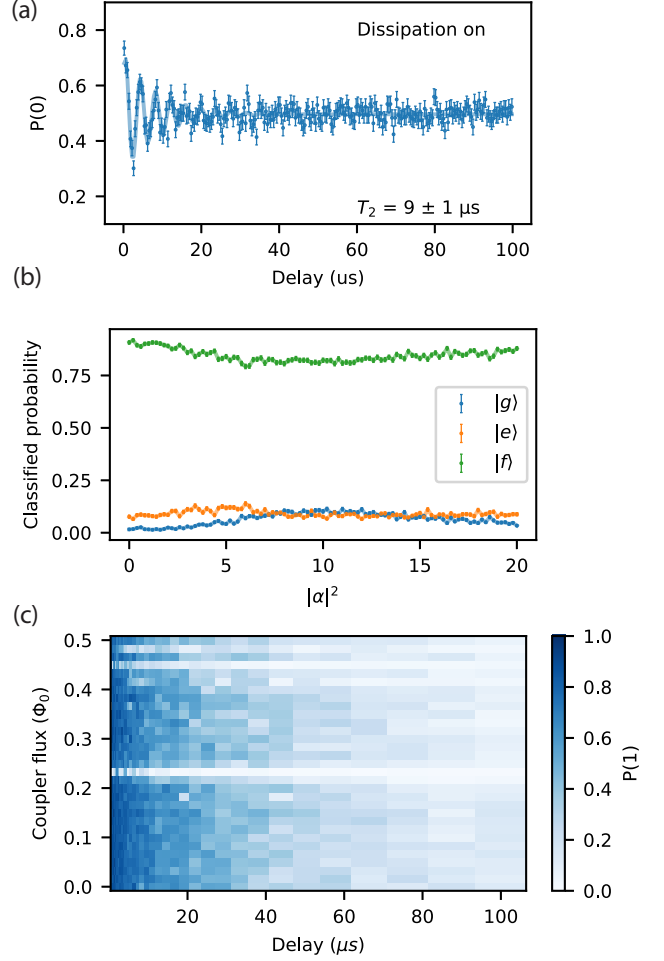 (a)
0.8
0.6
0.4
0.2
P(0)
Dissipation on
T₂ = 9 ± 1 μs
0 20 40 60 80 100
Delay (us)
(b)
0.75
0.50
0.25
0.00
Classified probability
|g⟩
|e⟩
|f⟩
0 5 10 15 20
|α|²
(c)
0.5
0.4
0.3
0.2
0.1
0.0
Coupler flux (Φ₀)
20 40 60 80 100
Delay (μs)
1.0
0.8
0.6
0.4
0.2
0.0
P(1)